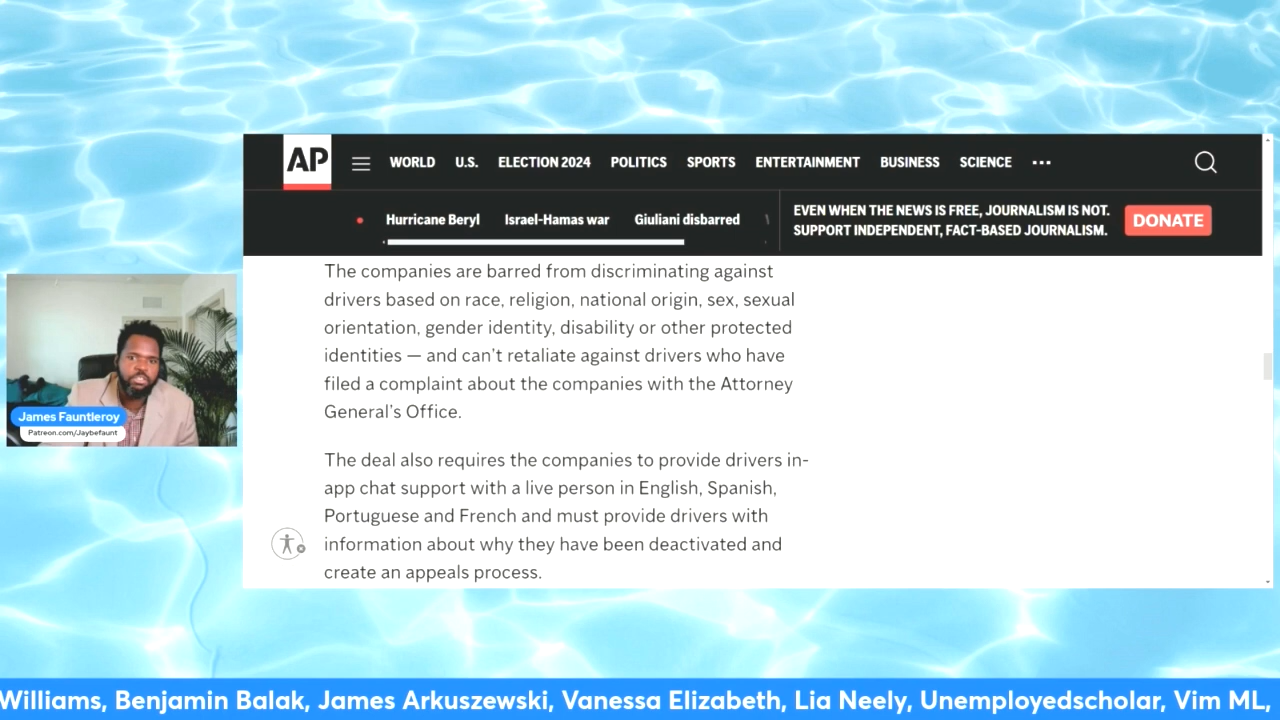 AP
WORLD U.S. ELECTION 2024 POLITICS SPORTS ENTERTAINMENT BUSINESS SCIENCE •••
Hurricane Beryl Israel-Hamas war Giuliani disbarred
EVEN WHEN THE NEWS IS FREE, JOURNALISM IS NOT.
SUPPORT INDEPENDENT, FACT-BASED JOURNALISM.
DONATE
The companies are barred from discriminating against
drivers based on race, religion, national origin, sex, sexual
orientation, gender identity, disability or other protected
identities — and can't retaliate against drivers who have
filed a complaint about the companies with the Attorney
General's Office.
The deal also requires the companies to provide drivers in-
app chat support with a live person in English, Spanish,
Portuguese and French and must provide drivers with
information about why they have been deactivated and
create an appeals process.
James Fauntleroy
Patreon.com/Jaybefaunt
Williams, Benjamin Balak, James Arkuszewski, Vanessa Elizabeth, Lia Neely, Unemployedscholar, Vim ML,